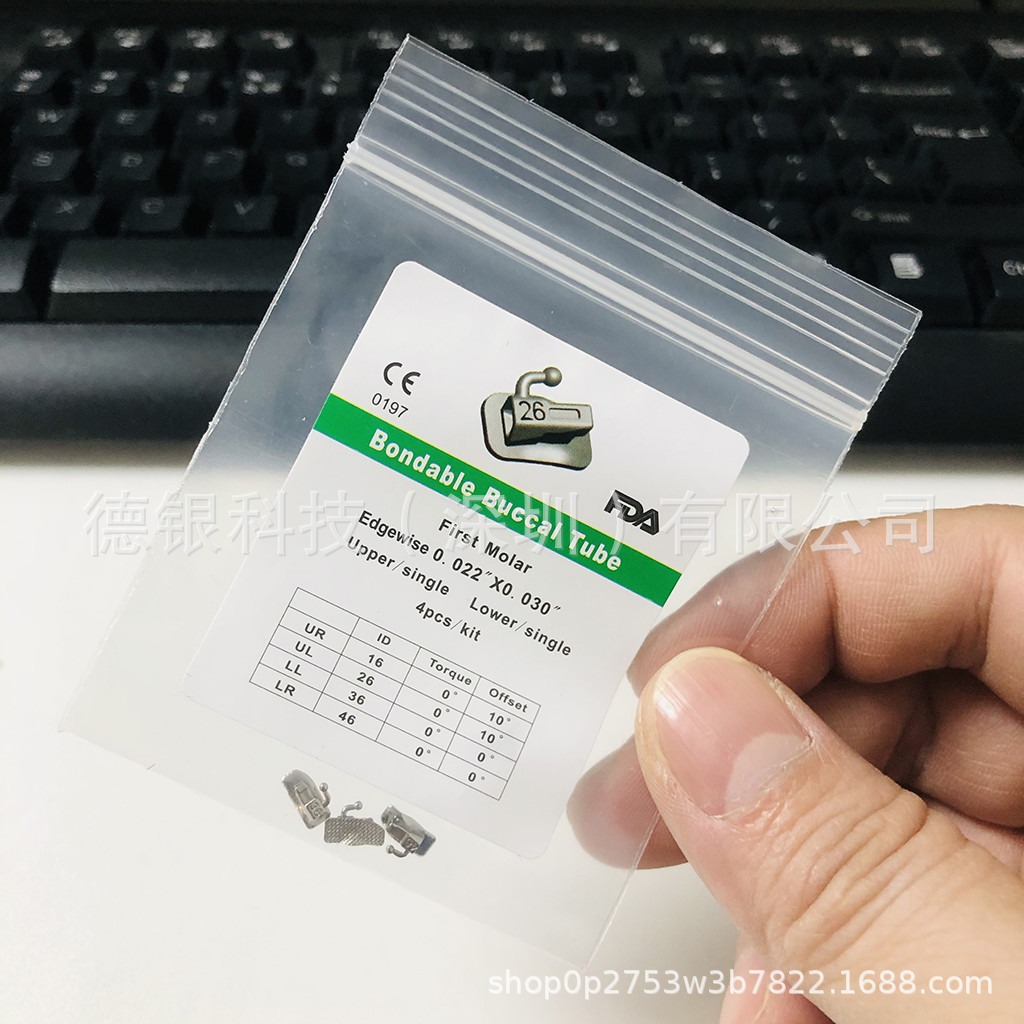 CE
0197
26
Bondable Buccal Tube
FDA
First Molar
Edgewise 0.022"X0.030"
Upper/single Lower/single
4pcs/kit
ID Torque Offset
UR 16 0° 10°
UL 26 0° 10°
LL 36 0° 0°
LR 46 0° 0°
德银科技（深圳）有限公司
shop0p2753w3b7822.1688.com
W E R
S D
X C V
Ctrl